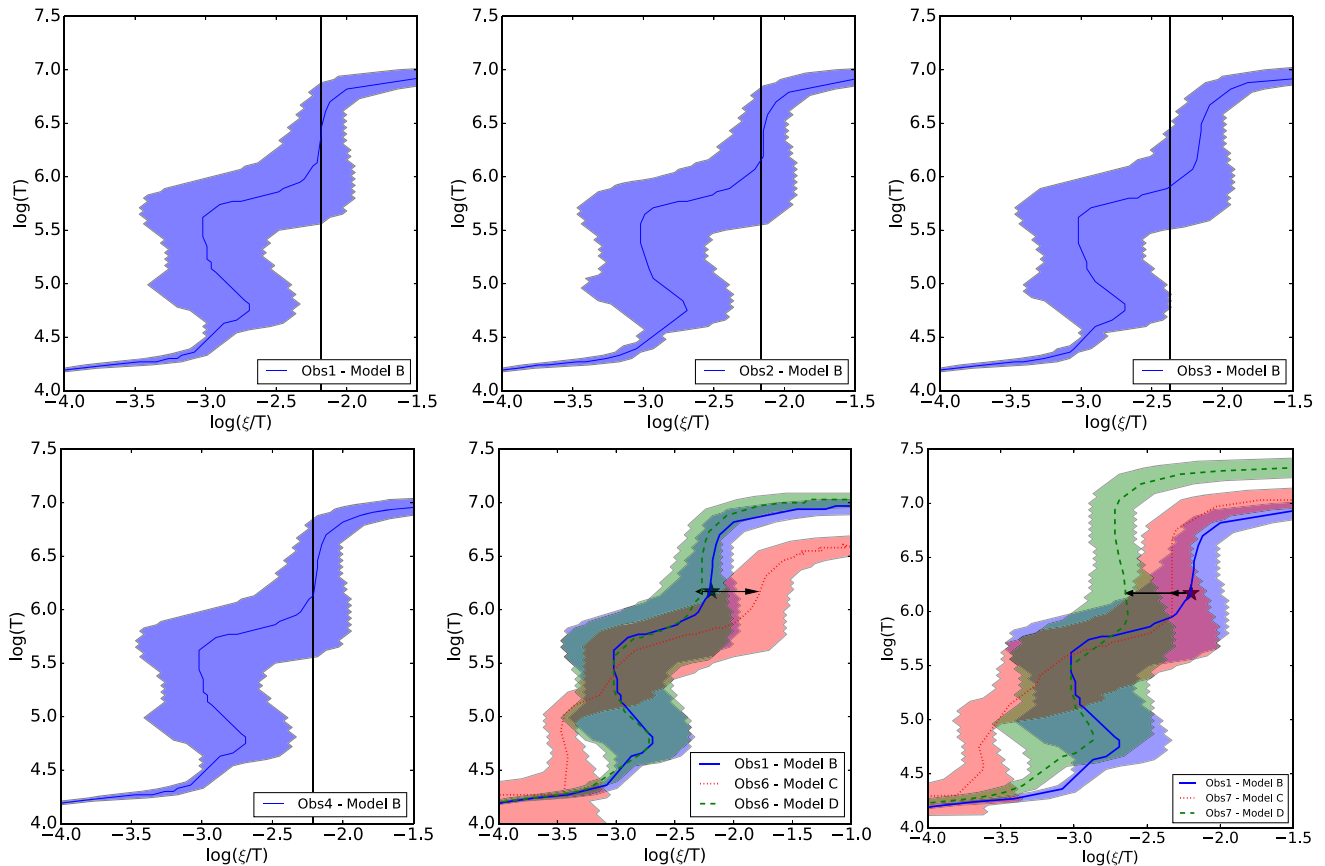 7.5
7.0
6.5
6.0
5.5
5.0
4.5
4.0
log(T)
−4.0 −3.5 −3.0 −2.5 −2.0 −1.5
log(ξ/T)
Obs1 - Model B
7.5
7.0
6.5
6.0
5.5
5.0
4.5
4.0
log(T)
−4.0 −3.5 −3.0 −2.5 −2.0 −1.5
log(ξ/T)
Obs2 - Model B
7.5
7.0
6.5
6.0
5.5
5.0
4.5
4.0
log(T)
−4.0 −3.5 −3.0 −2.5 −2.0 −1.5
log(ξ/T)
Obs3 - Model B
7.5
7.0
6.5
6.0
5.5
5.0
4.5
4.0
log(T)
−4.0 −3.5 −3.0 −2.5 −2.0 −1.5
log(ξ/T)
Obs4 - Model B
7.5
7.0
6.5
6.0
5.5
5.0
4.5
4.0
log(T)
−4.0 −3.5 −3.0 −2.5 −2.0 −1.5 −1.0
log(ξ/T)
Obs1 - Model B
Obs6 - Model C
Obs6 - Model D
7.5
7.0
6.5
6.0
5.5
5.0
4.5
4.0
log(T)
−4.0 −3.5 −3.0 −2.5 −2.0 −1.5
log(ξ/T)
Obs1 - Model B
Obs7 - Model C
Obs7 - Model D